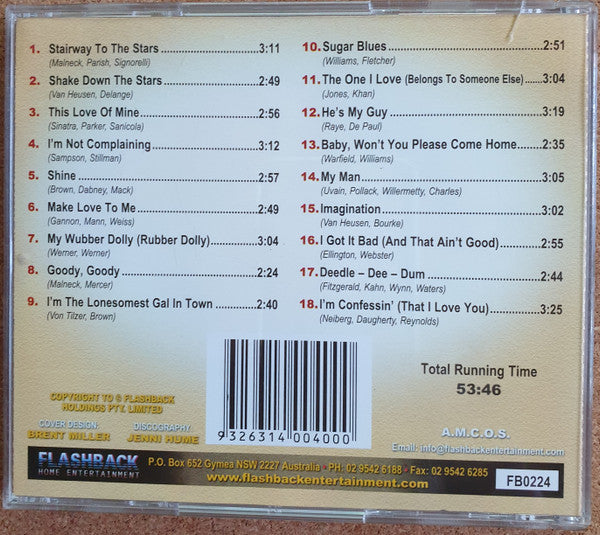 1. Stairway To The Stars 3:11
(Malneck, Parish, Signorelli)
2. Shake Down The Stars 2:49
(Van Heusen, Delange)
3. This Love Of Mine 2:56
(Sinatra, Parker, Sanicola)
4. I'm Not Complaining 3:12
(Sampson, Stillman)
5. Shine 2:57
(Brown, Dabney, Mack)
6. Make Love To Me 2:49
(Gannon, Mann, Weiss)
7. My Wubber Dolly (Rubber Dolly) 3:04
(Werner, Werner)
8. Goody, Goody 2:24
(Malneck, Mercer)
9. I'm The Lonesomest Gal In Town 2:40
(Von Tilzer, Brown)
10. Sugar Blues 2:51
(Williams, Fletcher)
11. The One I Love (Belongs To Someone Else) 3:04
(Jones, Khan)
12. He's My Guy 3:19
(Raye, De Paul)
13. Baby, Won't You Please Come Home 2:35
(Warfield, Williams)
14. My Man 3:05
(Uvain, Pollack, Willermetty, Charles)
15. Imagination 3:02
(Van Heusen, Bourke)
16. I Got It Bad (And That Ain't Good) 2:55
(Ellington, Webster)
17. Deedle – Dee – Dum 2:44
(Fitzgerald, Kahn, Wynn, Waters)
18. I'm Confessin' (That I Love You) 3:25
(Neiberg, Daugherty, Reynolds)
Total Running Time
53:46
COPYRIGHT TO © FLASHBACK
HOLDINGS PTY. LIMITED
COVER DESIGN: DISCOGRAPHY:
BRENT MILLER JENNI HUME
9 326314 004000
A.M.C.O.S.
Email: info@flashbackentertainment.com
FLASHBACK
HOME ENTERTAINMENT
P.O. Box 652 Gymea NSW 2227 Australia • PH: 02 9542 6188 • Fax: 02 9542 6285
www.flashbackentertainment.com
FB0224